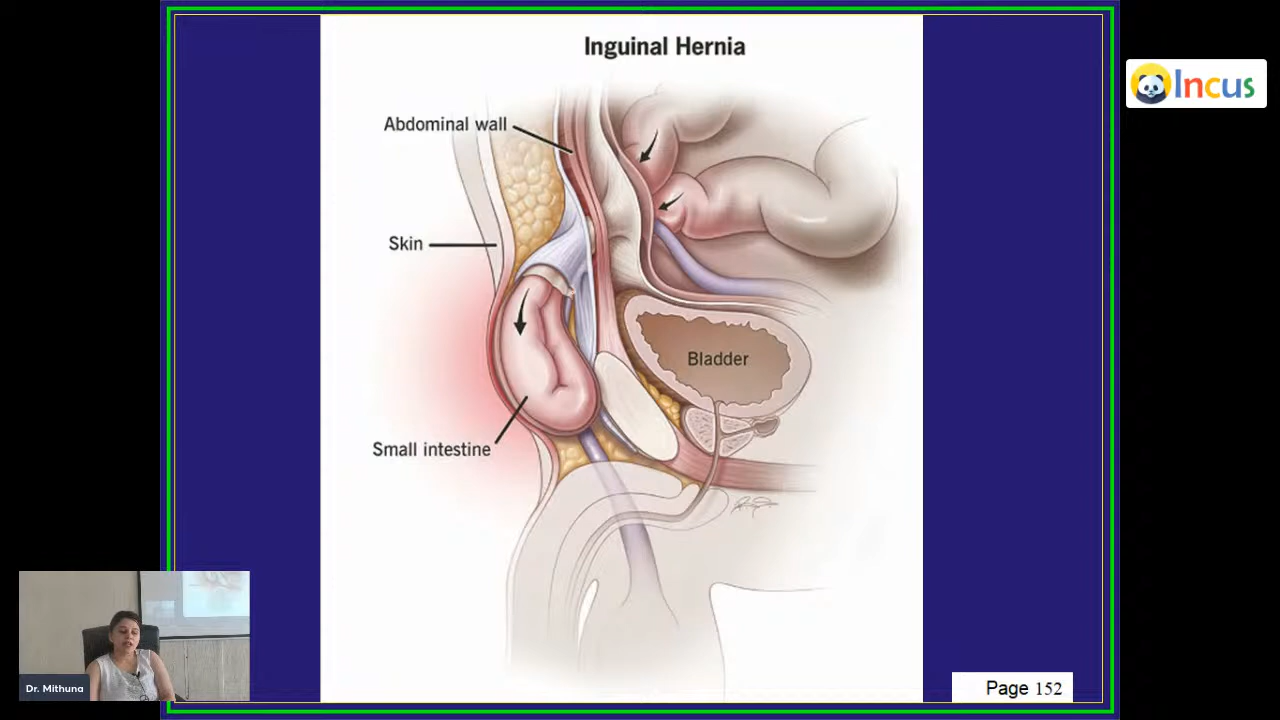 Inguinal Hernia
Incus
Abdominal wall
Skin
Bladder
Small intestine
Dr. Mithuna
Page 152